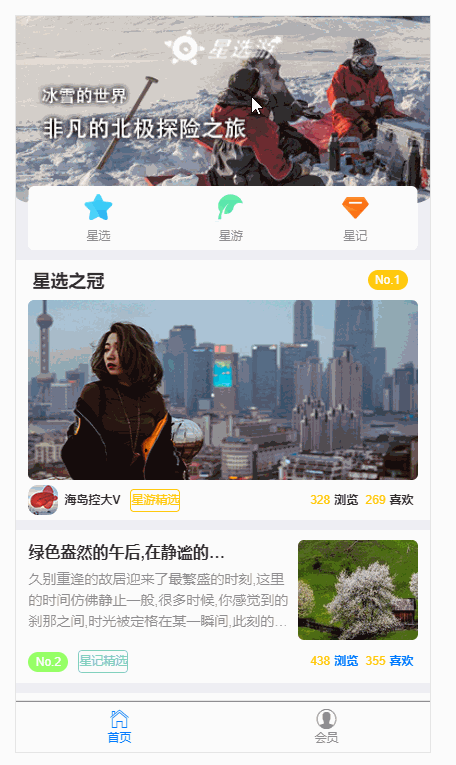 星选游
冰雪的世界
非凡的北极探险之旅
星选 星游 星记
星选之冠 No.1
海岛控大V 星游精选 328 浏览 269 喜欢
绿色盎然的午后,在静谧的...
久别重逢的故居迎来了最繁盛的时刻,这里
的时间仿佛静止一般,很多时候,你感觉到的
刹那之间,时光被定格在某一瞬间,此刻的...
No.2 星记精选 438 浏览 355 喜欢
首页 会员